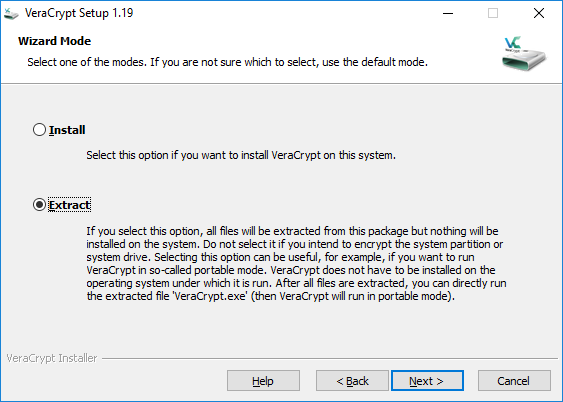 VeraCrypt Setup 1.19
Wizard Mode
Select one of the modes. If you are not sure which to select, use the default mode.
VC
Install
Select this option if you want to install VeraCrypt on this system.
Extract
If you select this option, all files will be extracted from this package but nothing will be
installed on the system. Do not select it if you intend to encrypt the system partition or
system drive. Selecting this option can be useful, for example, if you want to run
VeraCrypt in so-called portable mode. VeraCrypt does not have to be installed on the
operating system under which it is run. After all files are extracted, you can directly run
the extracted file 'VeraCrypt.exe' (then VeraCrypt will run in portable mode).
VeraCrypt Installer
Help
< Back
Next >
Cancel